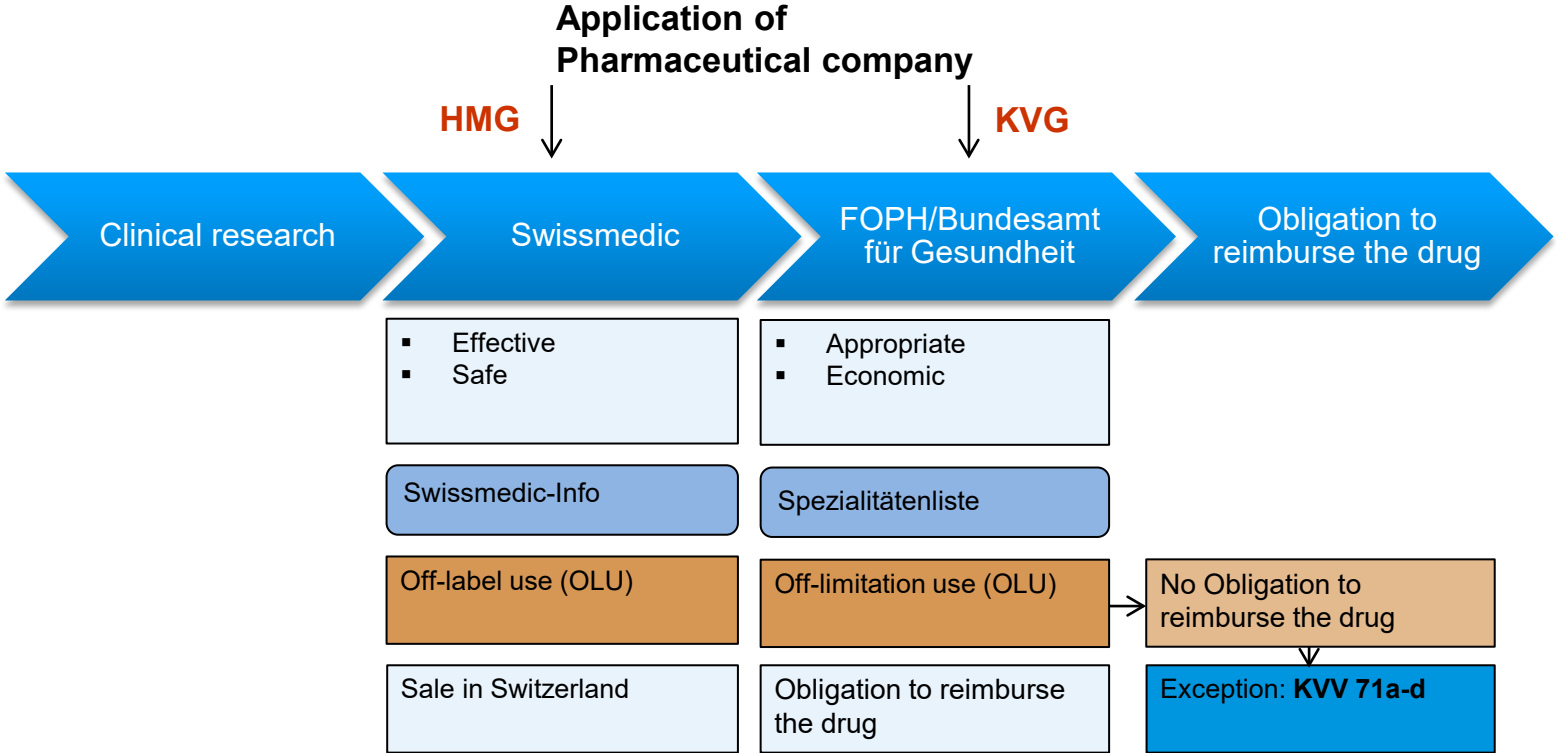 Application of
Pharmaceutical company
HMG
KVG
Clinical research
Swissmedic
FOPH/Bundesamt
für Gesundheit
Obligation to
reimburse the drug
▪ Effective
▪ Safe
▪ Appropriate
▪ Economic
Swissmedic-Info
Spezialitätenliste
Off-label use (OLU)
Off-limitation use (OLU)
No Obligation to
reimburse the drug
Sale in Switzerland
Obligation to reimburse
the drug
Exception: KVV 71a-d